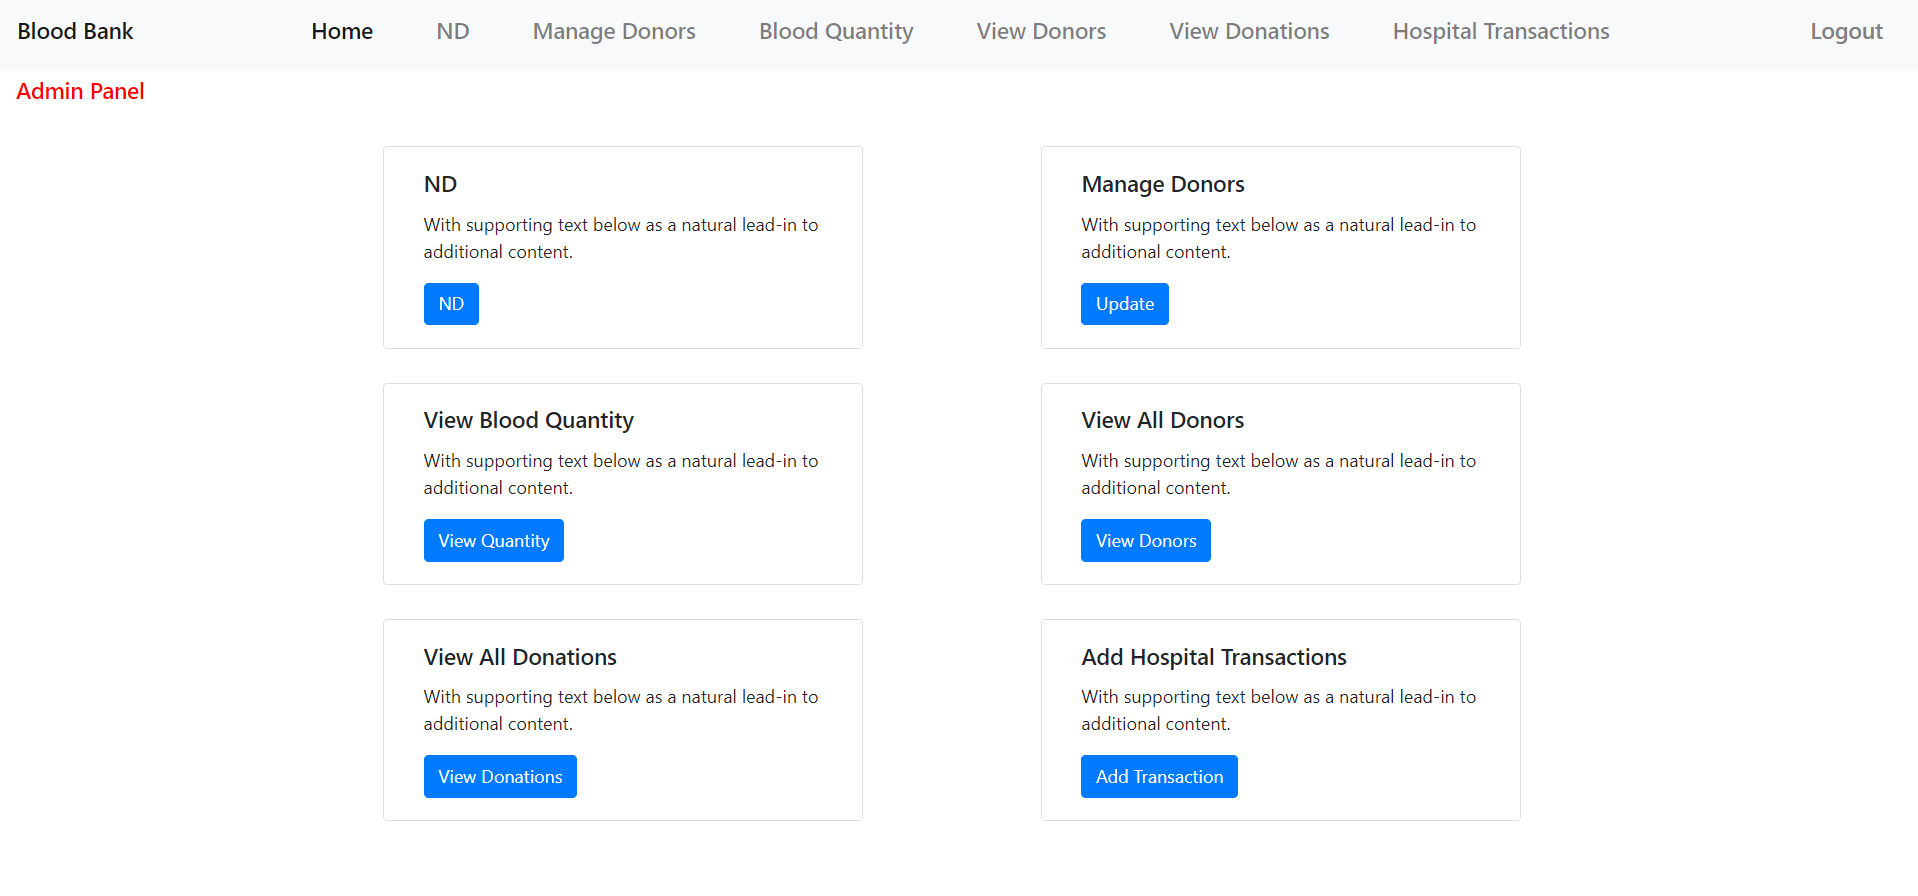 Blood Bank Home ND Manage Donors Blood Quantity View Donors View Donations Hospital Transactions Logout
Admin Panel
ND
With supporting text below as a natural lead-in to
additional content.
ND
Manage Donors
With supporting text below as a natural lead-in to
additional content.
Update
View Blood Quantity
With supporting text below as a natural lead-in to
additional content.
View Quantity
View All Donors
With supporting text below as a natural lead-in to
additional content.
View Donors
View All Donations
With supporting text below as a natural lead-in to
additional content.
View Donations
Add Hospital Transactions
With supporting text below as a natural lead-in to
additional content.
Add Transaction